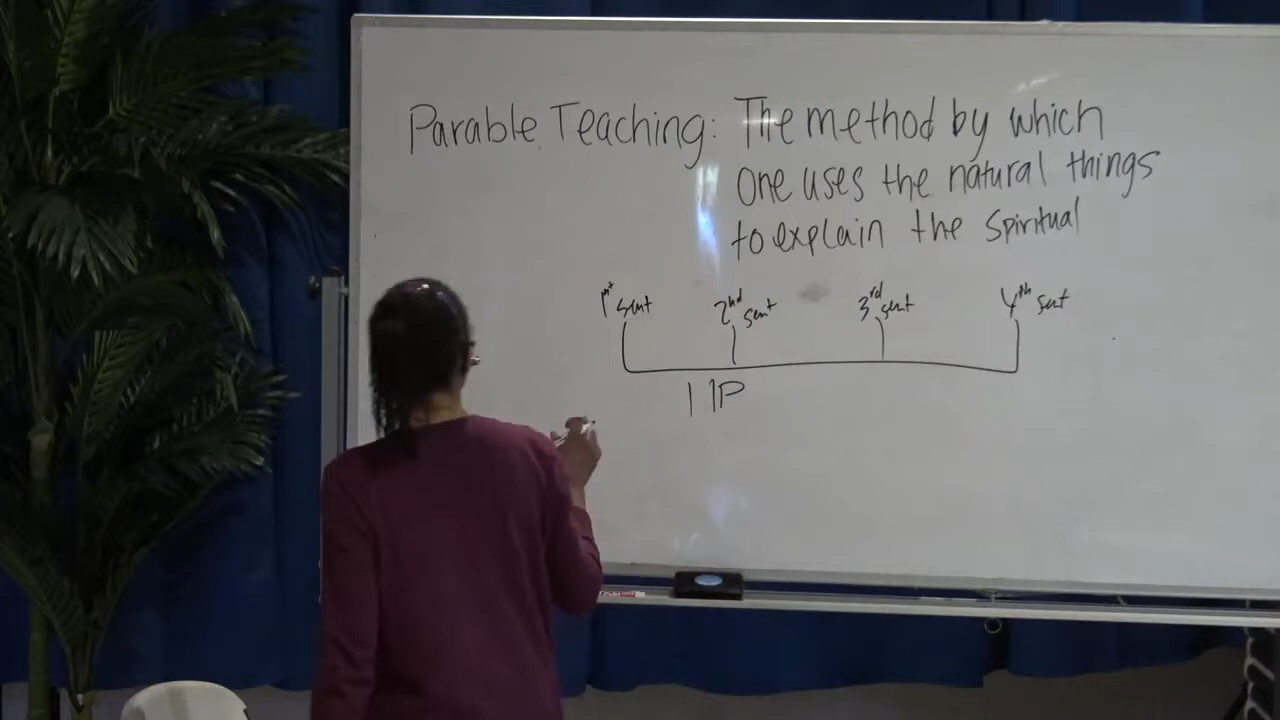 Parable Teaching: The method by which
one uses the natural things
to explain the spiritual
1st sent 2nd sent 3rd sent 4th sent
| 1P